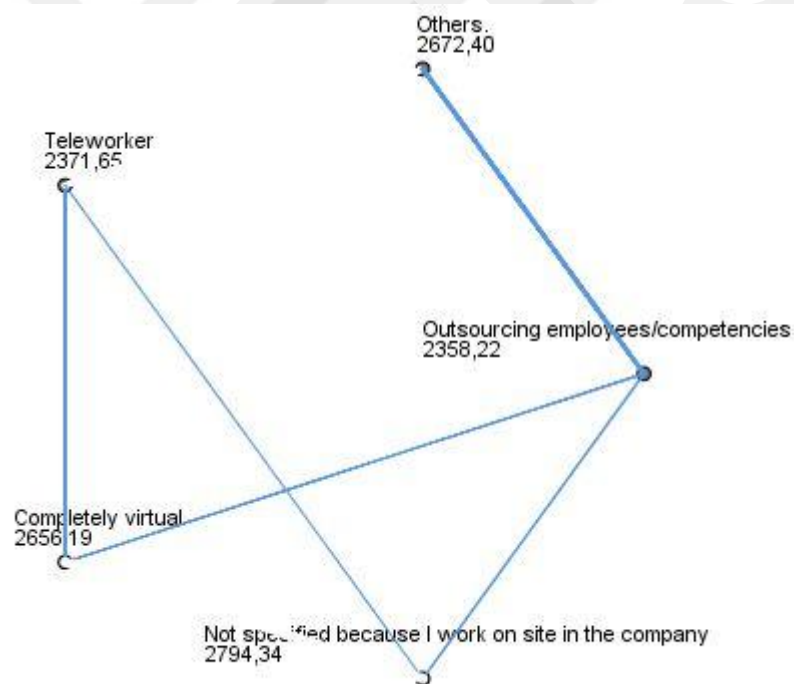 Others.
2672,40
Teleworker
2371,65
Outsourcing employees/competencies
2358,22
Completely virtual
2656,19
Not specified because I work on site in the company
2794,34